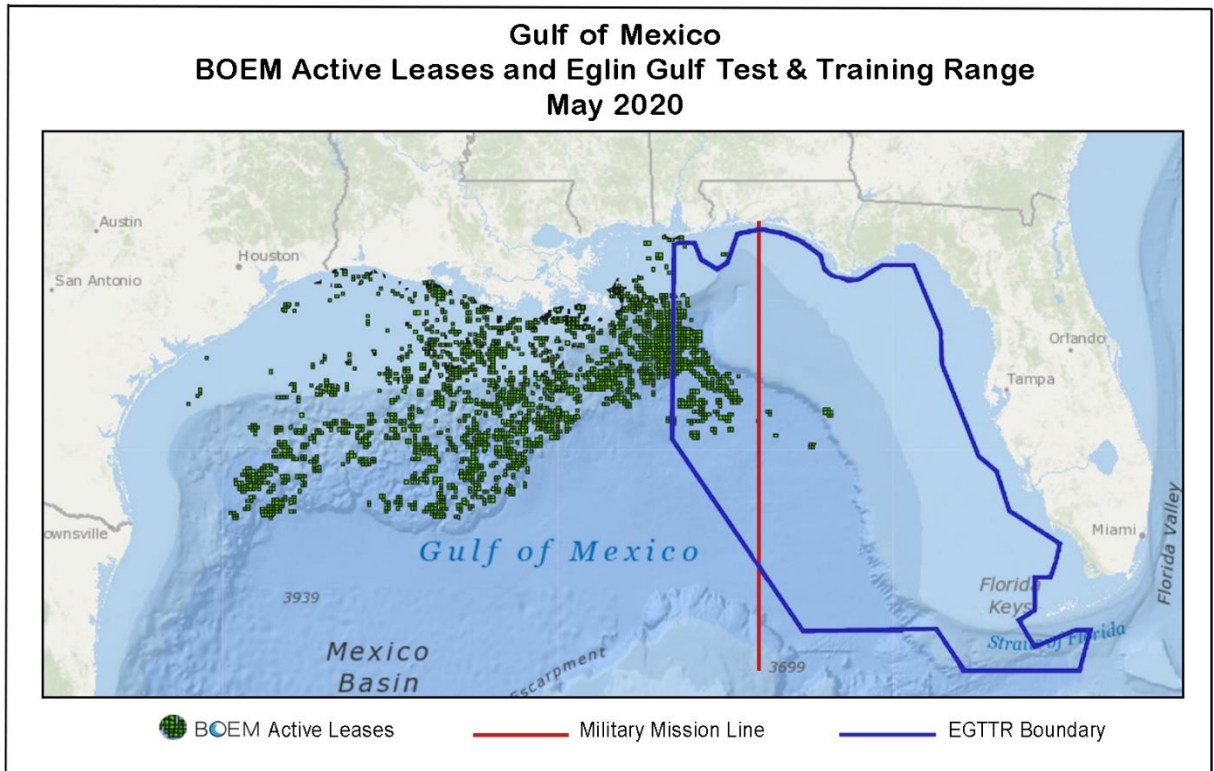 Gulf of Mexico
BOEM Active Leases and Eglin Gulf Test & Training Range
May 2020
Austin
Houston
San Antonio
Orlando
Tampa
ownsville
Gulf of Mexico
Miami
Florida Valley
3939
Florida
Keys
Mexico
Basin
Escarpment
3699
Straits of Florida
BOEM Active Leases
Military Mission Line
EGTTR Boundary